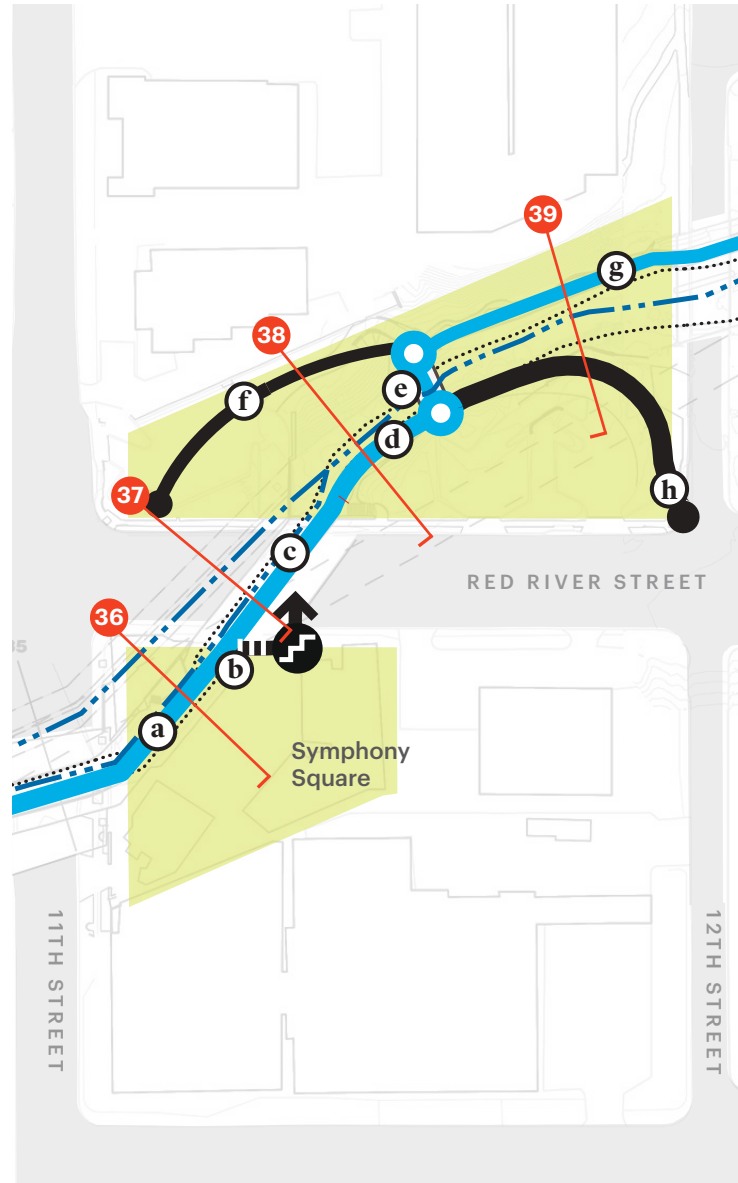 39
g
38
e
f
d
37
h
c
RED RIVER STREET
36
b
a
Symphony
Square
11TH STREET
12TH STREET